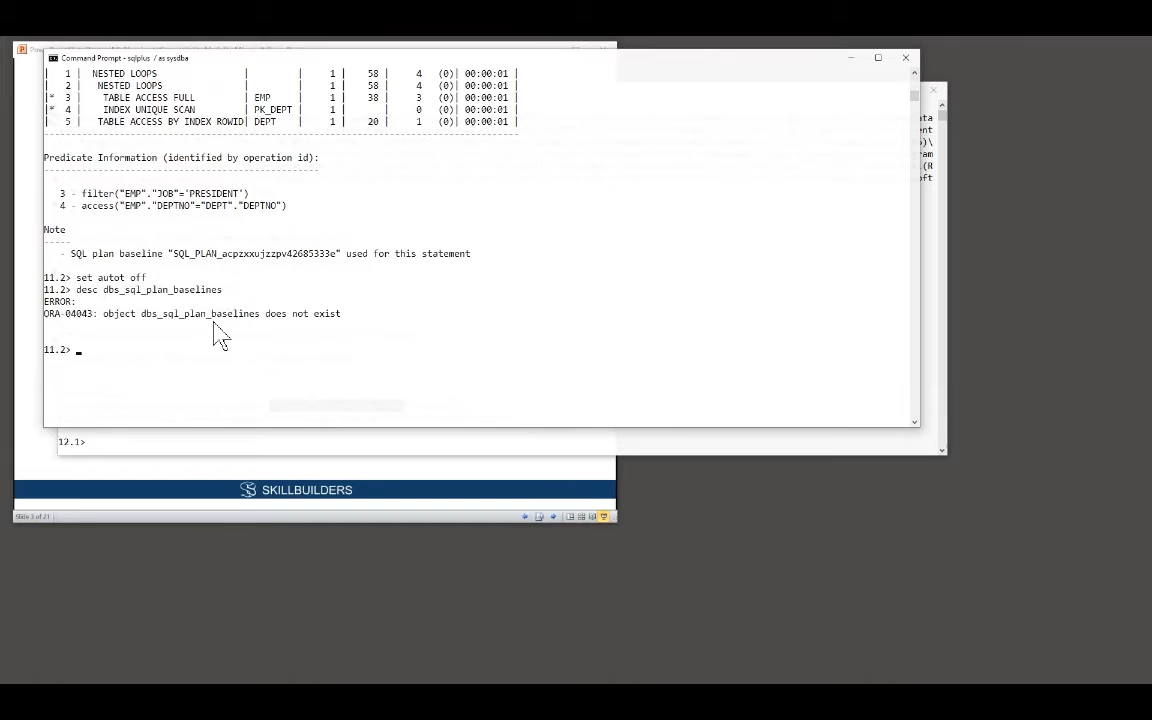 Command Prompt - sqlplus / as sysdba
| 1 | NESTED LOOPS | | 1 | 58 | 4 (0)| 00:00:01 |
| 2 | NESTED LOOPS | | 1 | 58 | 4 (0)| 00:00:01 |
|* 3 | TABLE ACCESS FULL | EMP | 1 | 38 | 3 (0)| 00:00:01 |
|* 4 | INDEX UNIQUE SCAN | PK_DEPT | 1 | | 0 (0)| 00:00:01 |
| 5 | TABLE ACCESS BY INDEX ROWID| DEPT | 1 | 20 | 1 (0)| 00:00:01 |
Predicate Information (identified by operation id):
3 - filter("EMP"."JOB"='PRESIDENT')
4 - access("EMP"."DEPTNO"="DEPT"."DEPTNO")
Note
-----
- SQL plan baseline "SQL_PLAN_acpzxxujzzpv42685333e" used for this statement
11.2> set autot off
11.2> desc dbs_sql_plan_baselines
ERROR:
ORA-04043: object dbs_sql_plan_baselines does not exist
11.2>
12.1>
SKILLBUILDERS
Slide 3 of 21